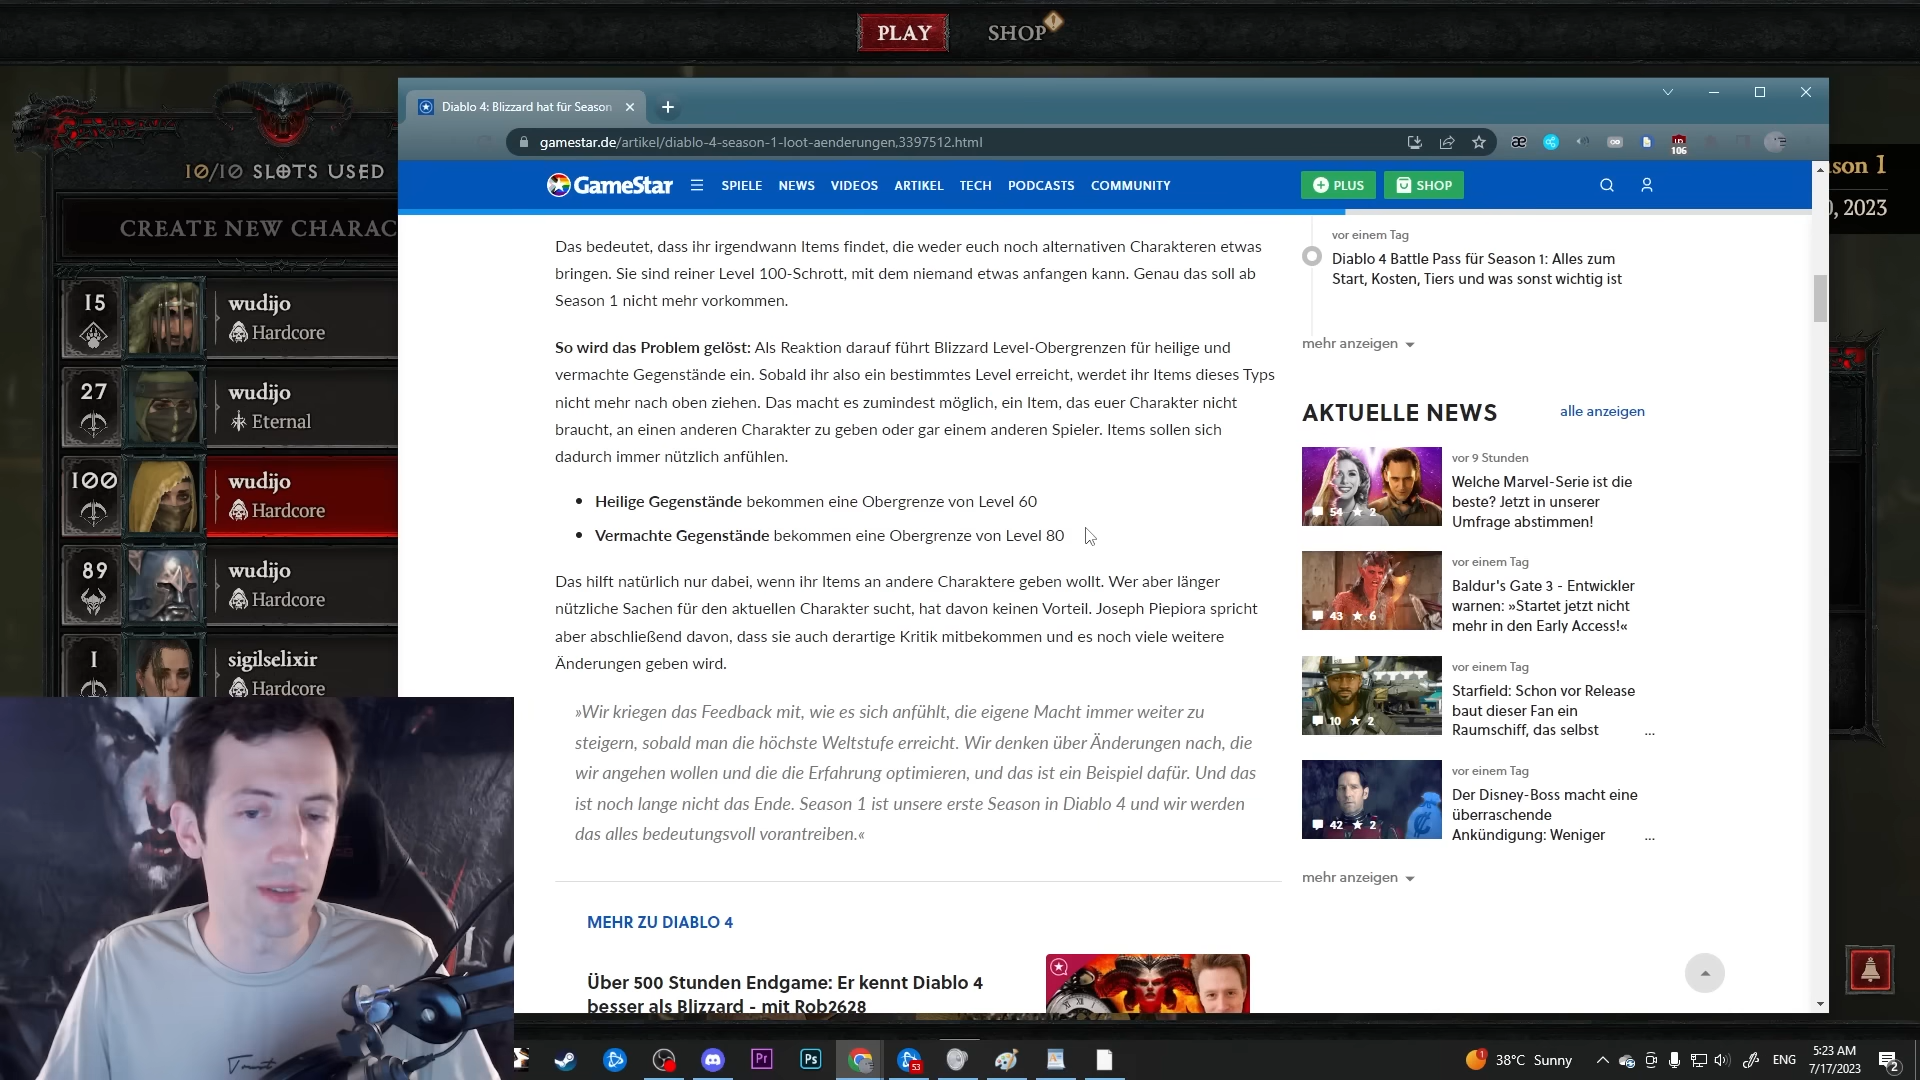 PLAY
SHOP
10/10 SLOTS USED
CREATE NEW CHARAC
15
wudijo
Hardcore
27
wudijo
Eternal
100
wudijo
Hardcore
89
wudijo
Hardcore
1
sigilselixir
Hardcore
son 1
0, 2023
Diablo 4: Blizzard hat für Season
gamestar.de/artikel/diablo-4-season-1-loot-aenderungen,3397512.html
106
GameStar
SPIELE
NEWS
VIDEOS
ARTIKEL
TECH
PODCASTS
COMMUNITY
PLUS
SHOP
Das bedeutet, dass ihr irgendwann Items findet, die weder euch noch alternativen Charakteren etwas
bringen. Sie sind reiner Level 100-Schrott, mit dem niemand etwas anfangen kann. Genau das soll ab
Season 1 nicht mehr vorkommen.
So wird das Problem gelöst: Als Reaktion darauf führt Blizzard Level-Obergrenzen für heilige und
vermachte Gegenstände ein. Sobald ihr also ein bestimmtes Level erreicht, werdet ihr Items dieses Typs
nicht mehr nach oben ziehen. Das macht es zumindest möglich, ein Item, das euer Charakter nicht
braucht, an einen anderen Charakter zu geben oder gar einem anderen Spieler. Items sollen sich
dadurch immer nützlich anfühlen.
Heilige Gegenstände bekommen eine Obergrenze von Level 60
Vermachte Gegenstände bekommen eine Obergrenze von Level 80
Das hilft natürlich nur dabei, wenn ihr Items an andere Charaktere geben wollt. Wer aber länger
nützliche Sachen für den aktuellen Charakter sucht, hat davon keinen Vorteil. Joseph Piepiora spricht
aber abschließend davon, dass sie auch derartige Kritik mitbekommen und es noch viele weitere
Änderungen geben wird.
»Wir kriegen das Feedback mit, wie es sich anfühlt, die eigene Macht immer weiter zu
steigern, sobald man die höchste Weltstufe erreicht. Wir denken über Änderungen nach, die
wir angehen wollen und die die Erfahrung optimieren, und das ist ein Beispiel dafür. Und das
ist noch lange nicht das Ende. Season 1 ist unsere erste Season in Diablo 4 und wir werden
das alles bedeutungsvoll vorantreiben.«
MEHR ZU DIABLO 4
Über 500 Stunden Endgame: Er kennt Diablo 4
besser als Blizzard - mit Rob2628
vor einem Tag
Diablo 4 Battle Pass für Season 1: Alles zum
Start, Kosten, Tiers und was sonst wichtig ist
mehr anzeigen
AKTUELLE NEWS
alle anzeigen
54 2
vor 9 Stunden
Welche Marvel-Serie ist die
beste? Jetzt in unserer
Umfrage abstimmen!
43 6
vor einem Tag
Baldur's Gate 3 - Entwickler
warnen: »Startet jetzt nicht
mehr in den Early Access!«
10 2
vor einem Tag
Starfield: Schon vor Release
baut dieser Fan ein
Raumschiff, das selbst ...
42 2
vor einem Tag
Der Disney-Boss macht eine
überraschende
Ankündigung: Weniger ...
mehr anzeigen
Pr
Ps
53
1
38°C Sunny
ENG
5:23 AM
7/17/2023
2